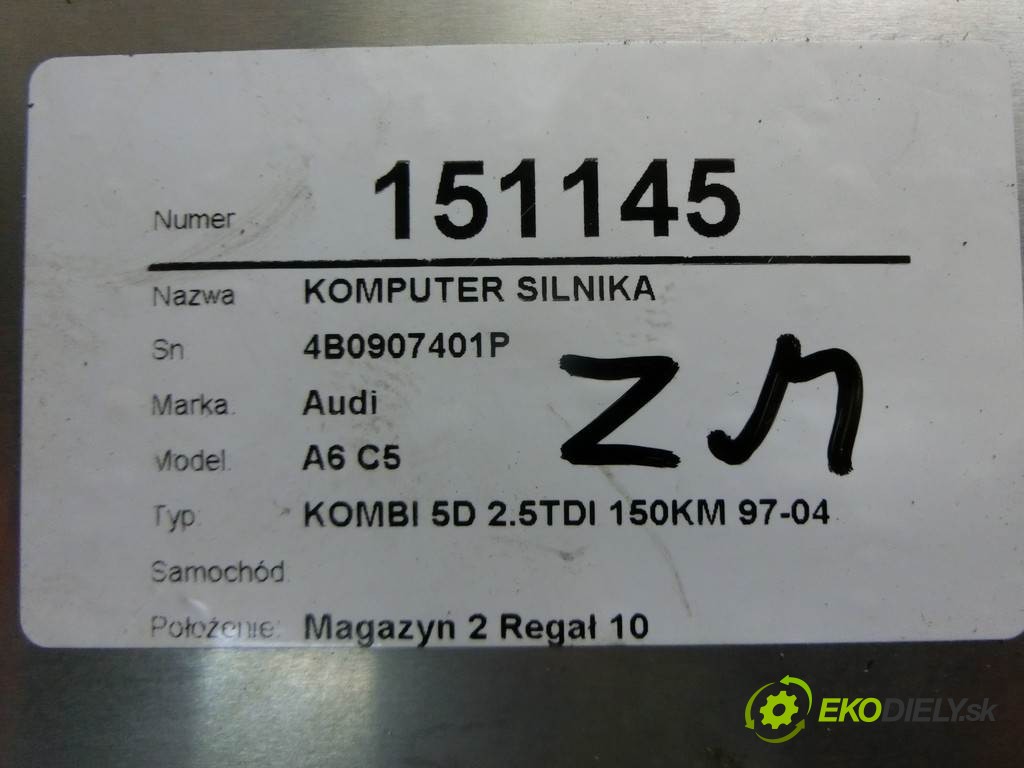 Numer 151145
Nazwa KOMPUTER SILNIKA
Sn 4B0907401P
Marka: Audi
Model: A6 C5
Typ: KOMBI 5D 2.5TDI 150KM 97-04
Samochód:
Położenie: Magazyn 2 Regał 10
EKODIELY.sk